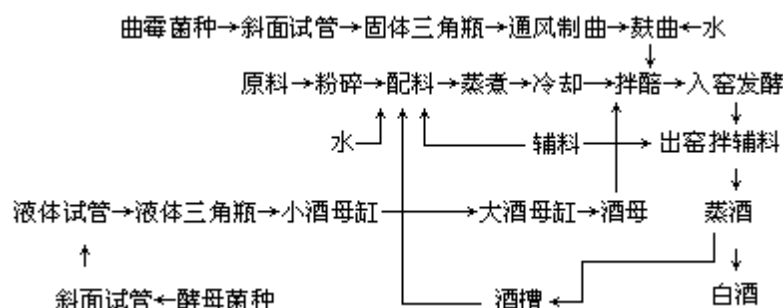 曲霉菌种→斜面试管→固体三角瓶→通风制曲→麸曲←水
原料→粉碎→配料→蒸煮→冷却→拌醅→入窑发酵
水 辅料 出窑拌辅料
液体试管→液体三角瓶→小酒母缸→大酒母缸→酒母 蒸酒
斜面试管←酵母菌种 酒槽 白酒